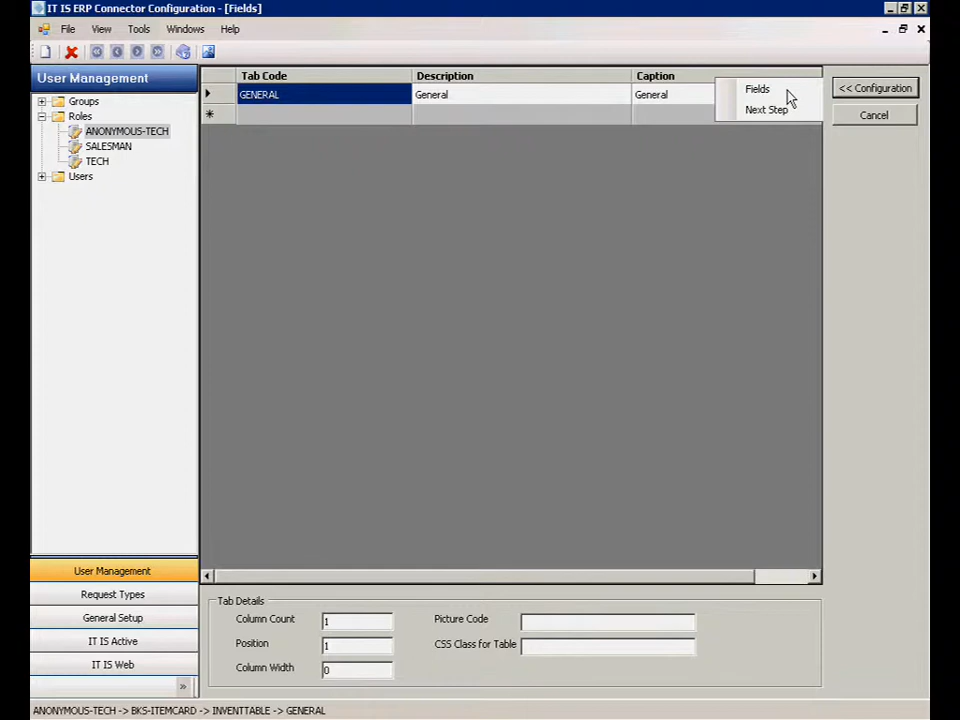 IT IS ERP Connector Configuration - [Fields]
File View Tools Windows Help
User Management
Groups
Roles
ANONYMOUS-TECH
SALESMAN
TECH
Users
Tab Code Description Caption
GENERAL General General
Fields
Next Step
<< Configuration
Cancel
User Management
Request Types
General Setup
IT IS Active
IT IS Web
»
Tab Details
Column Count 1 Picture Code
Position 1 CSS Class for Table
Column Width 0
ANONYMOUS-TECH -> BKS-ITEMCARD -> INVENTTABLE -> GENERAL